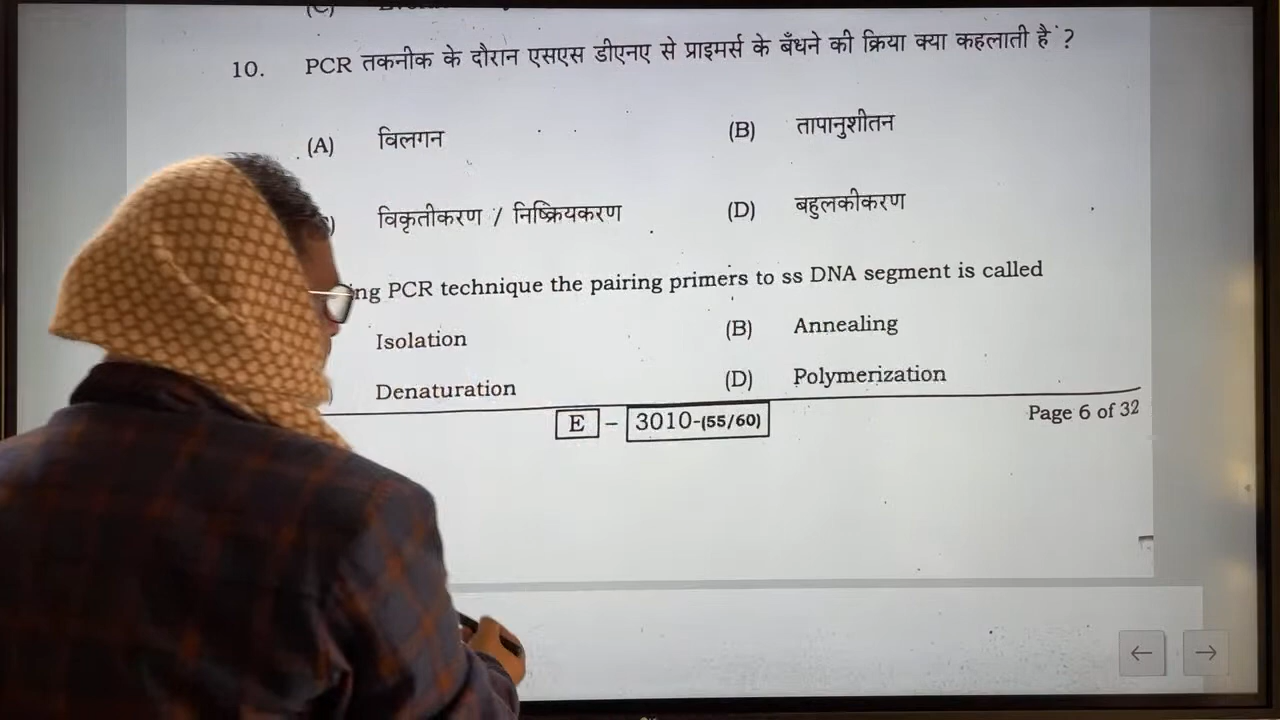 10. PCR तकनीक के दौरान एसएस डीएनए से प्राइमर्स के बँधने की क्रिया क्या कहलाती है ?
(A) विलगन (B) तापानुशीतन
) विकृतीकरण / निष्क्रियकरण (D) बहुलकीकरण
ing PCR technique the pairing primers to ss DNA segment is called
Isolation (B) Annealing
Denaturation (D) Polymerization
E – 3010-(55/60) Page 6 of 32
← →